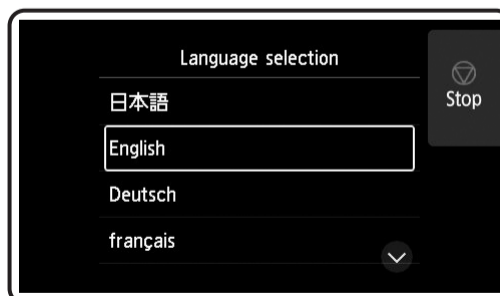 Language selection
日本語
Stop
English
Deutsch
français